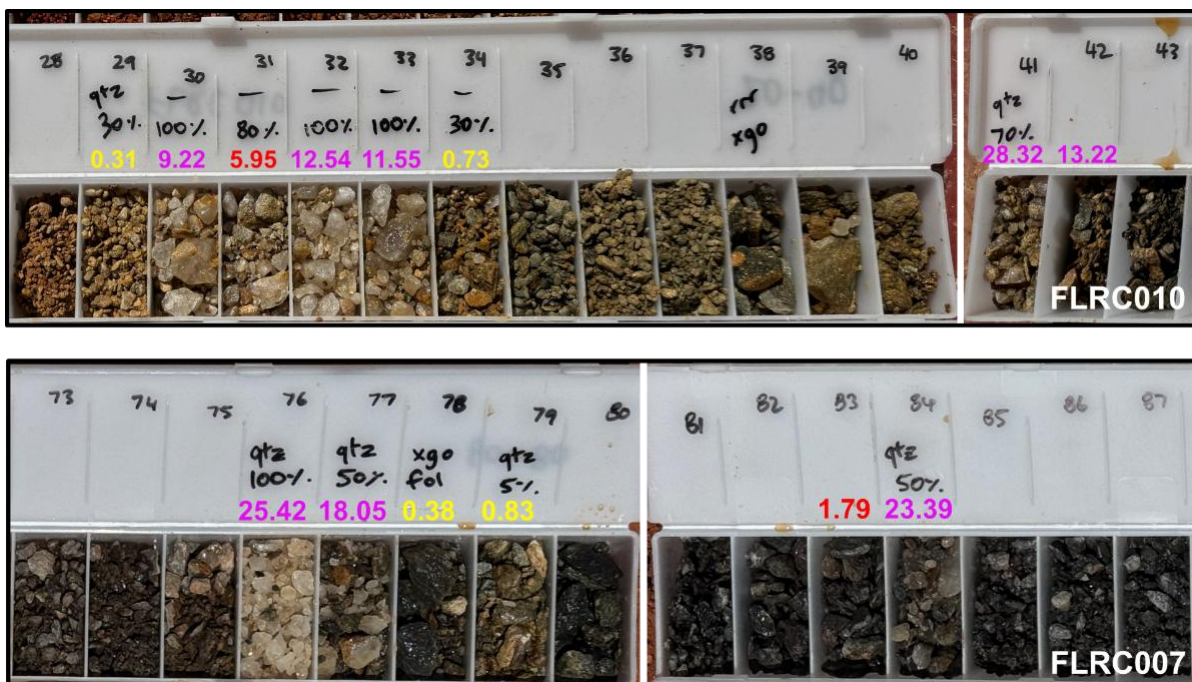 28 29 30 31 32 33 34 35 36 37 38 39 40 41 42 43
qtz — — — — — rrr qtz
30% 100% 80% 100% 100% 30% xgo 70%
0.31 9.22 5.95 12.54 11.55 0.73 28.32 13.22
FLRC010
73 74 75 76 77 78 79 80 81 82 83 84 85 86 87
qtz qtz xgo qtz qtz
100% 50% fol 5% 50%
25.42 18.05 0.38 0.83 1.79 23.39
FLRC007